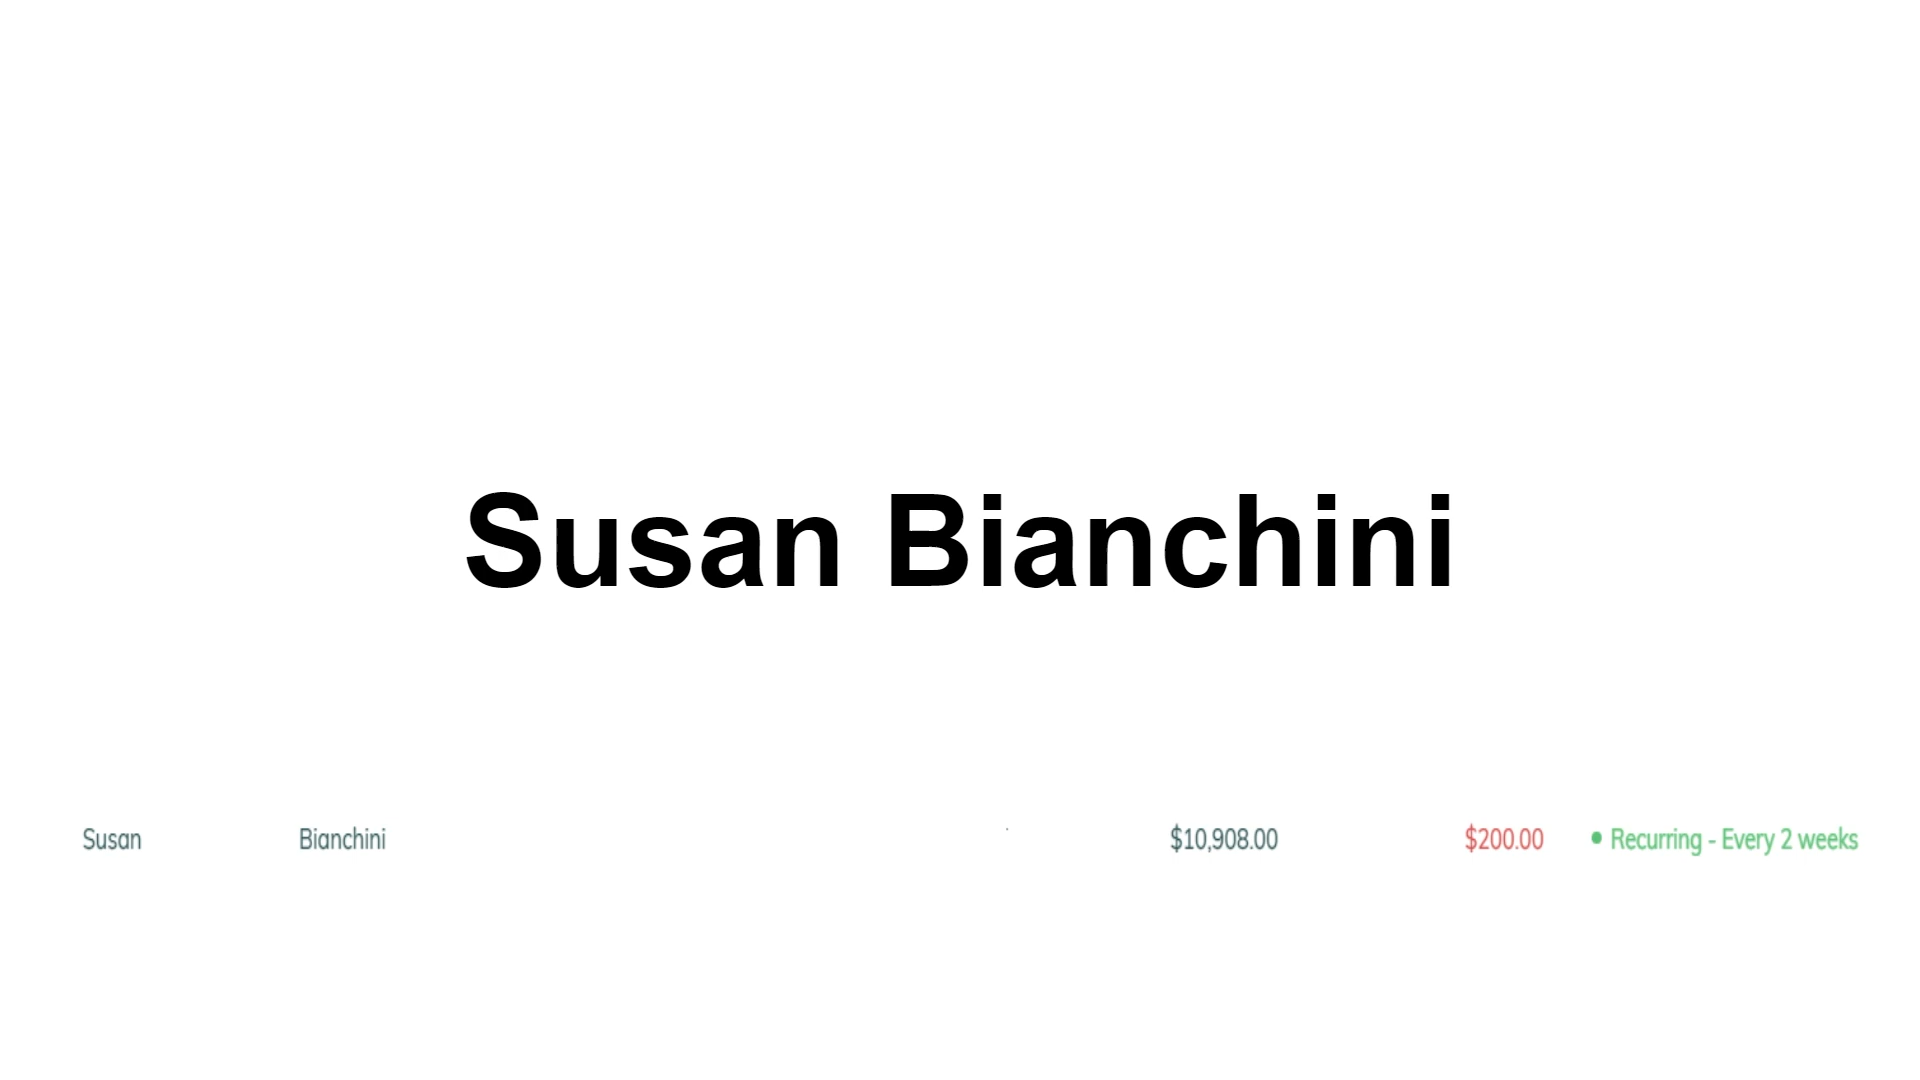 Susan Bianchini
Susan Bianchini $10,908.00 $200.00 • Recurring - Every 2 weeks